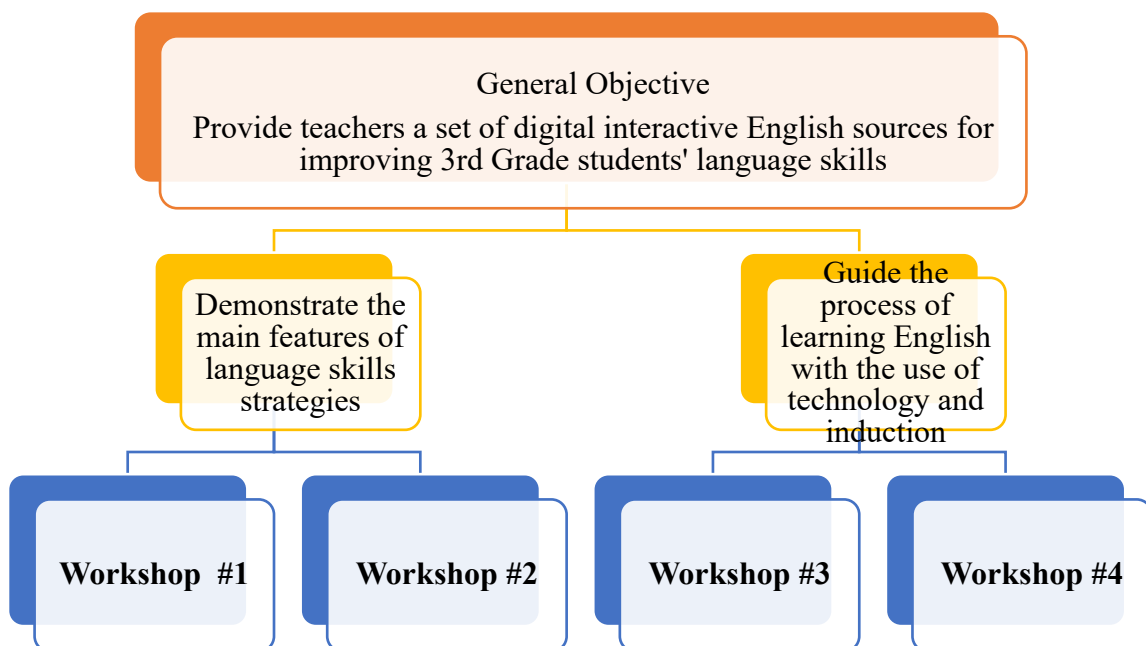 General Objective
Provide teachers a set of digital interactive English sources for
improving 3rd Grade students' language skills
Demonstrate the
main features of
language skills
strategies
Guide the
process of
learning English
with the use of
technology and
induction
Workshop  #1
Workshop #2
Workshop #3
Workshop #4